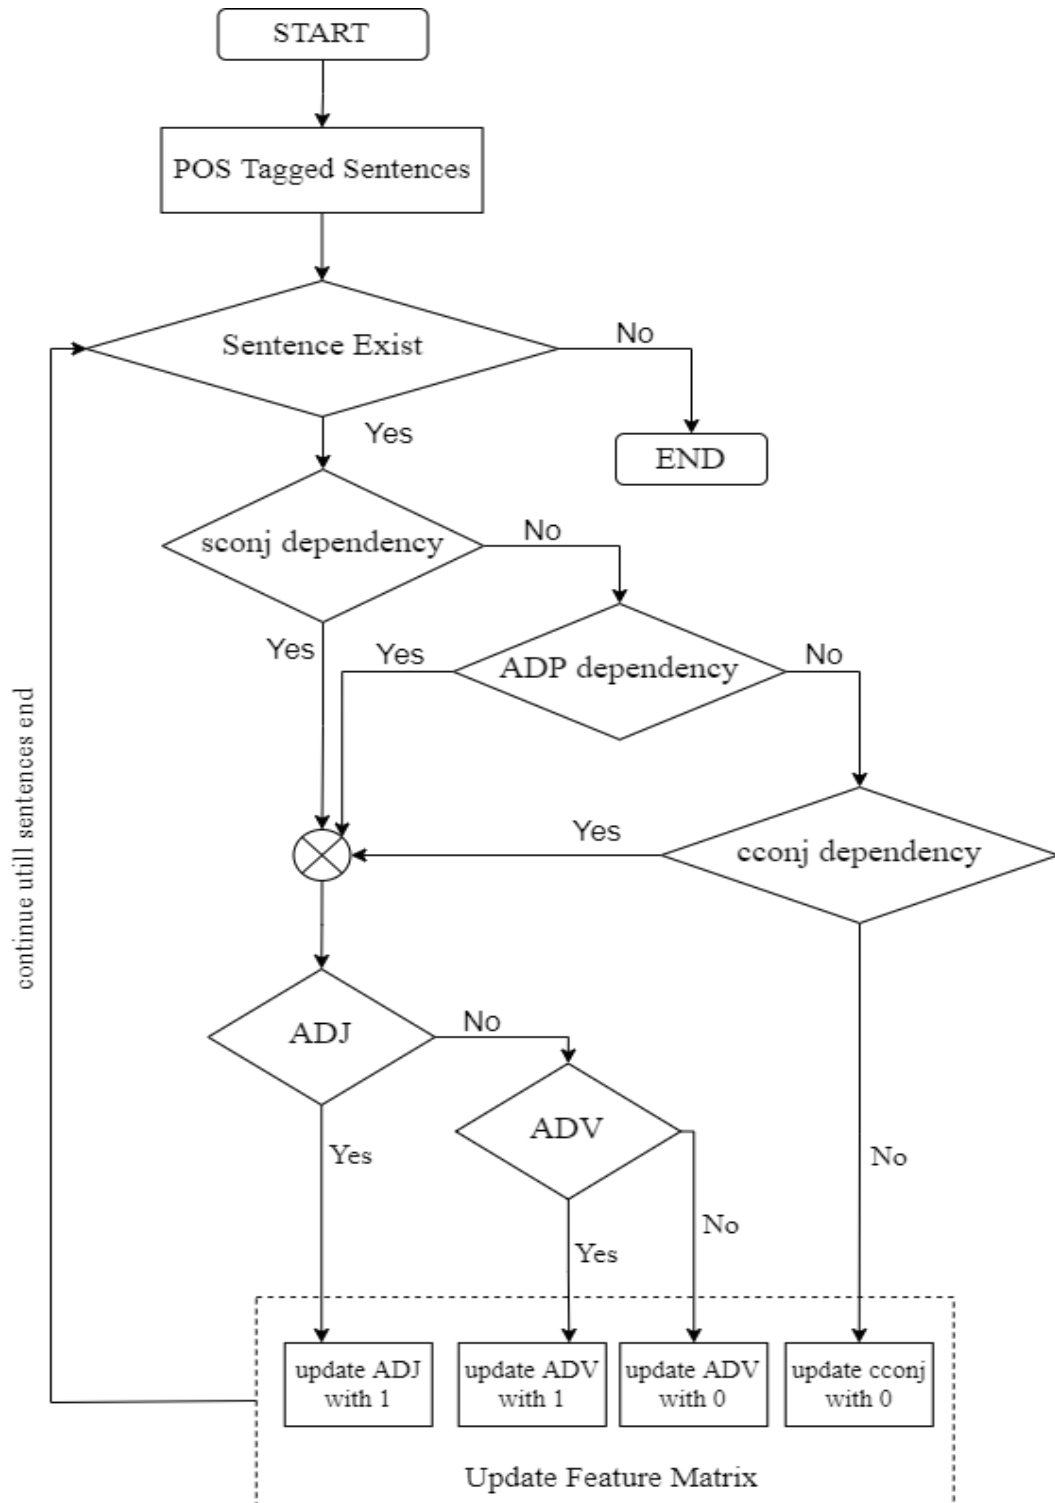 START
POS Tagged Sentences
Sentence Exist
No
Yes
END
sconj dependency
No
Yes
Yes
ADP dependency
No
continue utill sentences end
Yes
cconj dependency
ADJ
No
ADV
Yes
No
No
Yes
update ADJ
with 1
update ADV
with 1
update ADV
with 0
update cconj
with 0
Update Feature Matrix